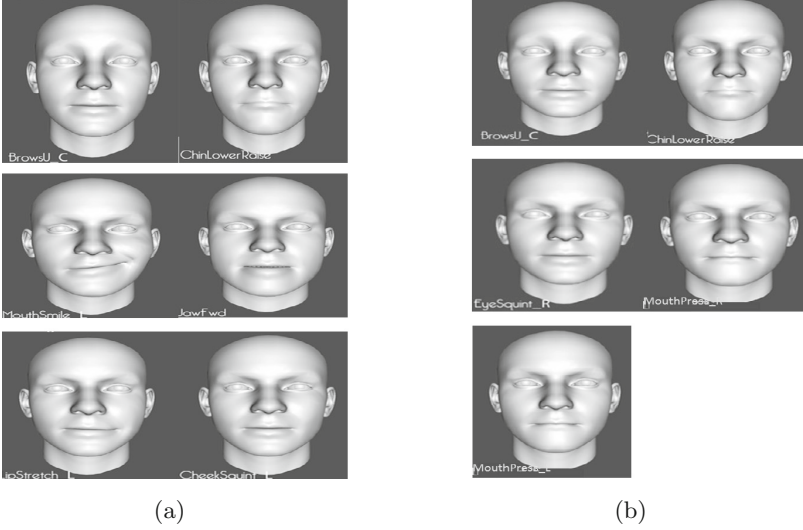 BrowsU_C ChinLowerRaise
MouthSmile_L JawFwd
ipStretch_L CheekSquint_L
(a)
BrowsU_C ChinLowerRaise
EyeSquint_R MouthPress_R
MouthPress_L
(b)